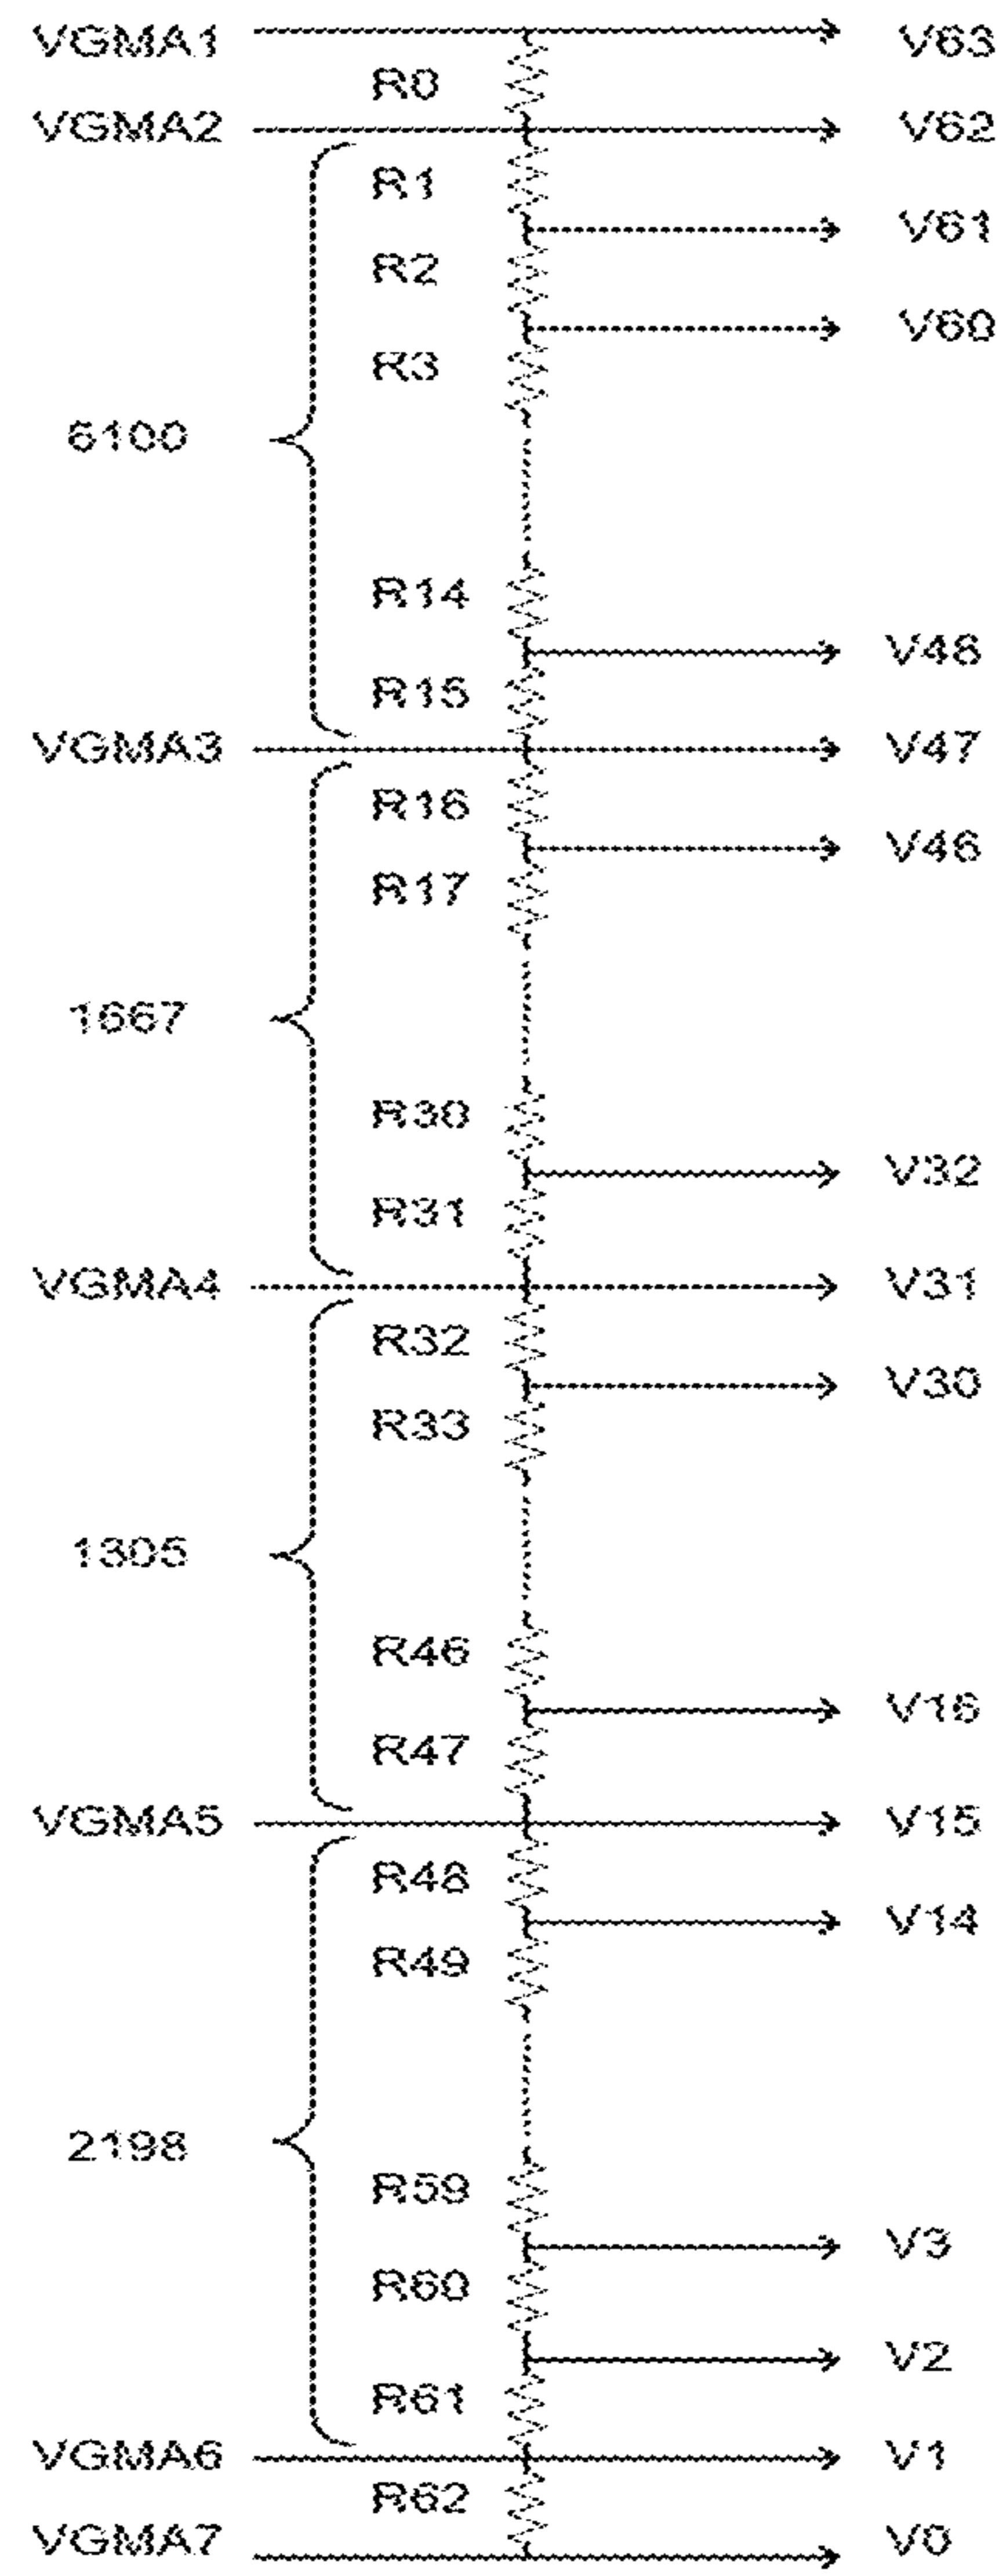 VGMA1 V63
R0
VGMA2 V62
R1
V61
R2
V60
R3
6100
R14
V48
R15
VGMA3 V47
R16
V46
R17
1667
R30
V32
R31
VGMA4 V31
R32
V30
R33
1305
R46
V16
R47
VGMA5 V15
R48
V14
R49
2198
R59
V3
R60
V2
R61
VGMA6 V1
R62
VGMA7 V0